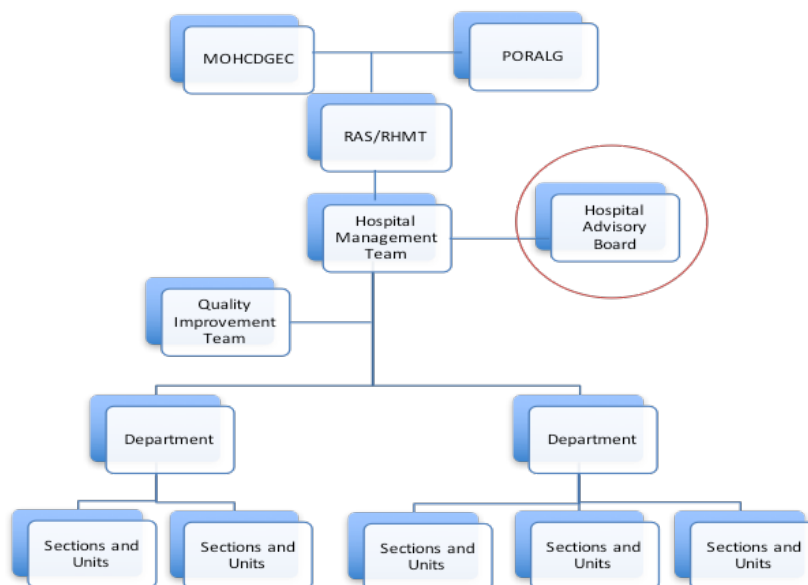 MOHCDGEC
PORALG
RAS/RHMT
Hospital
Management
Team
Hospital
Advisory
Board
Quality
Improvement
Team
Department
Department
Sections and
Units
Sections and
Units
Sections and
Units
Sections and
Units
Sections and
Units